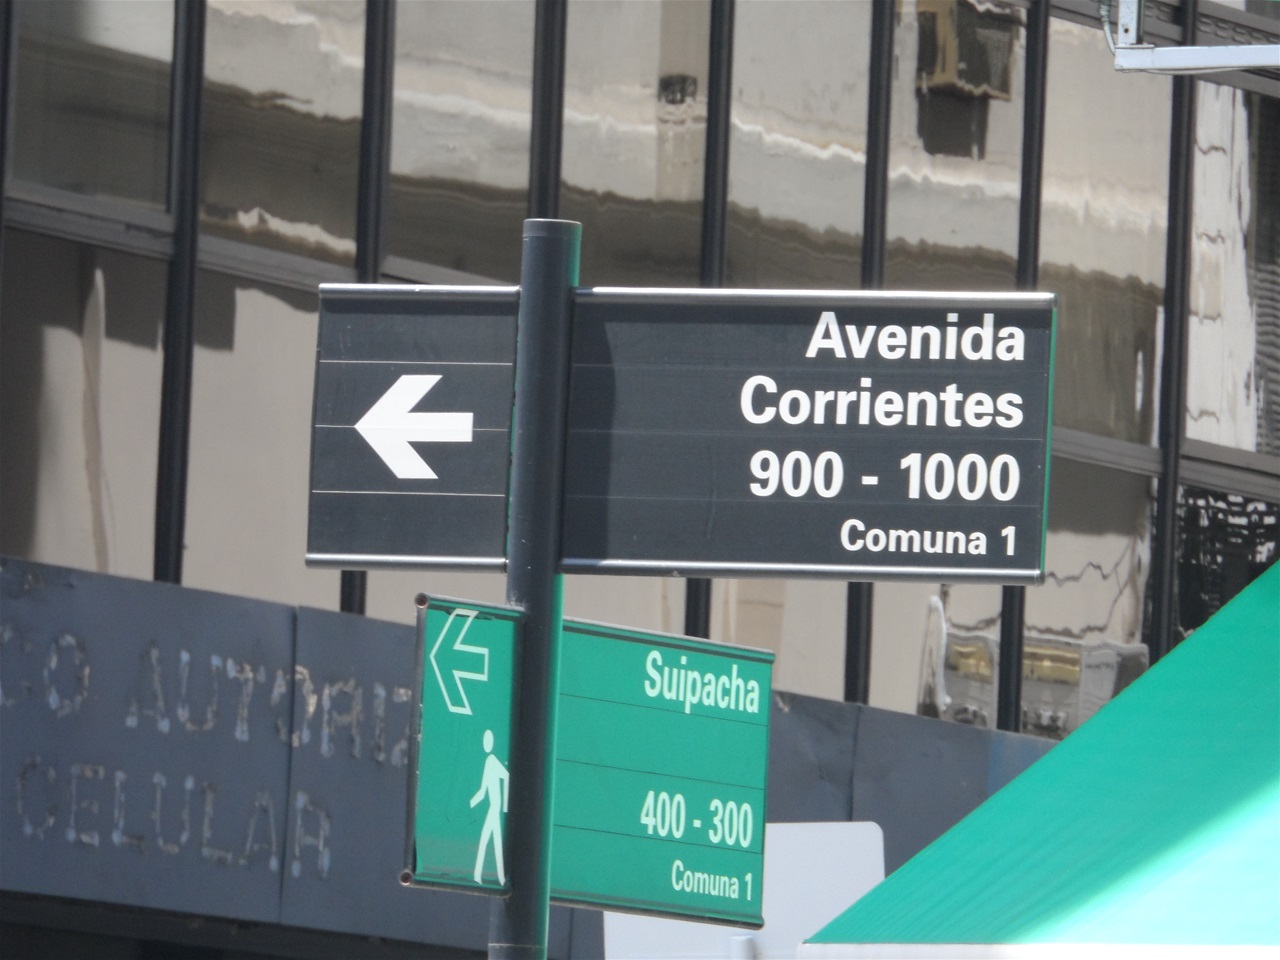 Avenida
Corrientes
900 - 1000
Comuna 1
Suipacha
400 - 300
Comuna 1
CELULAR